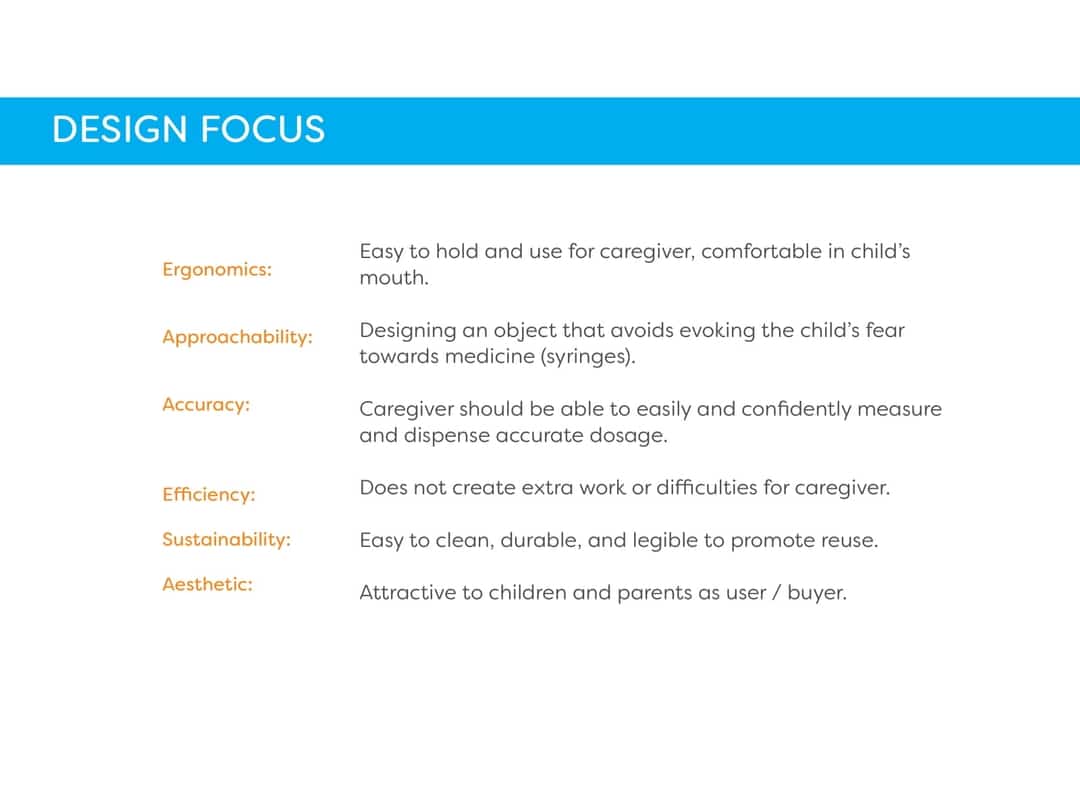 DESIGN FOCUS
Ergonomics:
Easy to hold and use for caregiver, comfortable in child’s
mouth.
Approachability:
Designing an object that avoids evoking the child’s fear
towards medicine (syringes).
Accuracy:
Caregiver should be able to easily and confidently measure
and dispense accurate dosage.
Efficiency:
Does not create extra work or difficulties for caregiver.
Sustainability:
Easy to clean, durable, and legible to promote reuse.
Aesthetic:
Attractive to children and parents as user / buyer.